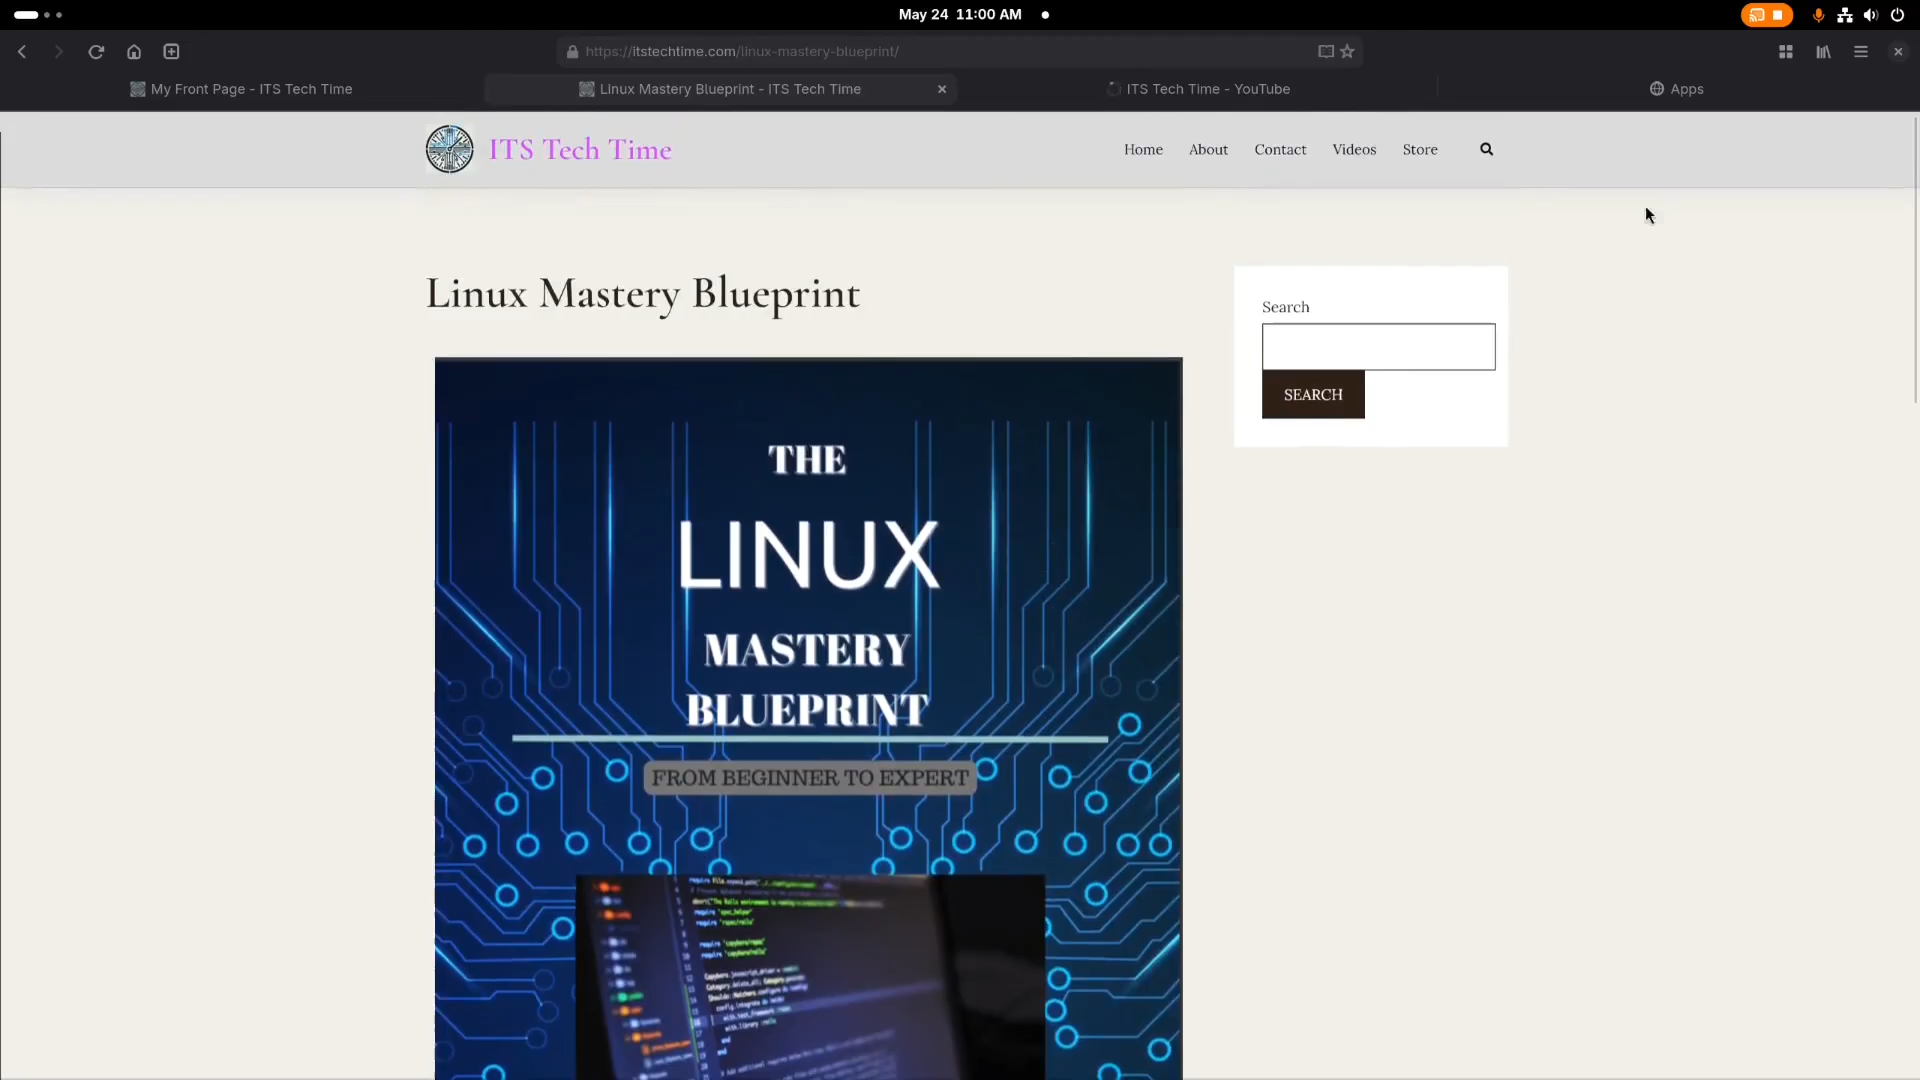 May 24 11:00 AM
https://itstechtime.com/linux-mastery-blueprint/
My Front Page - ITS Tech Time
Linux Mastery Blueprint - ITS Tech Time
ITS Tech Time - YouTube
Apps
ITS Tech Time
Home
About
Contact
Videos
Store
Linux Mastery Blueprint
Search
SEARCH
THE
LINUX
MASTERY
BLUEPRINT
FROM BEGINNER TO EXPERT